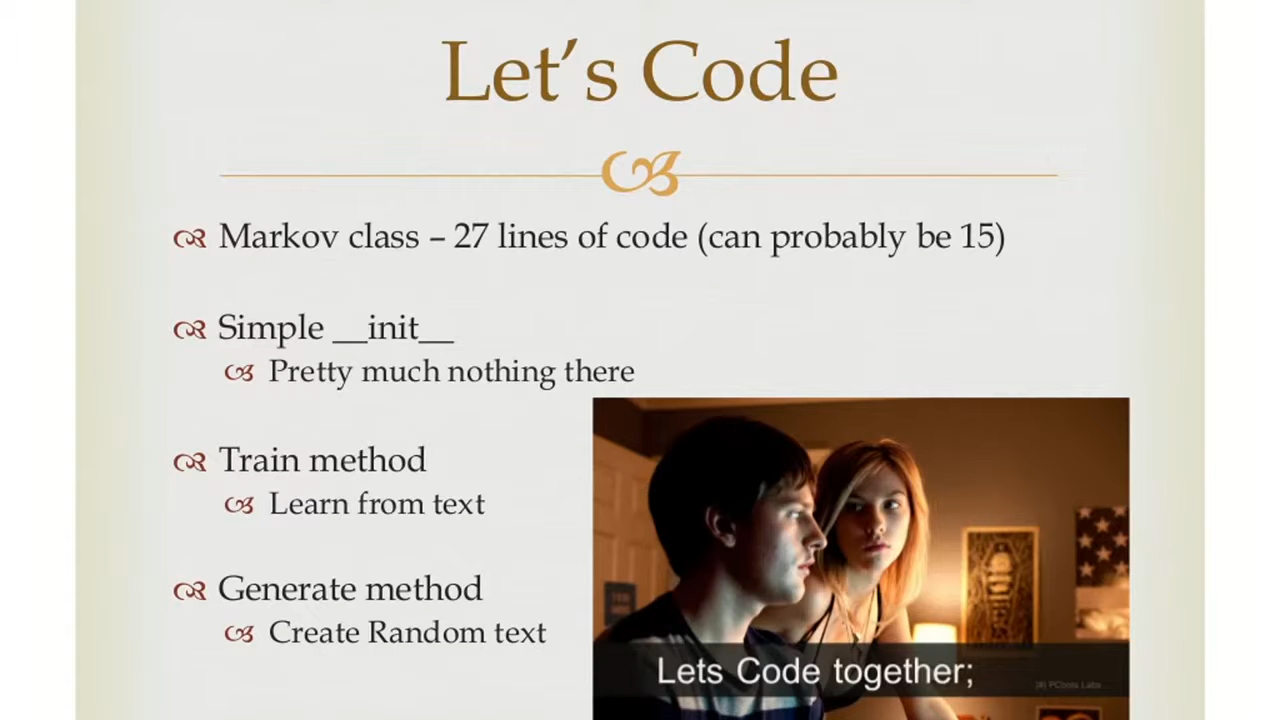 Let’s Code
Markov class – 27 lines of code (can probably be 15)
Simple __init__
Pretty much nothing there
Train method
Learn from text
Generate method
Create Random text
Lets Code together;